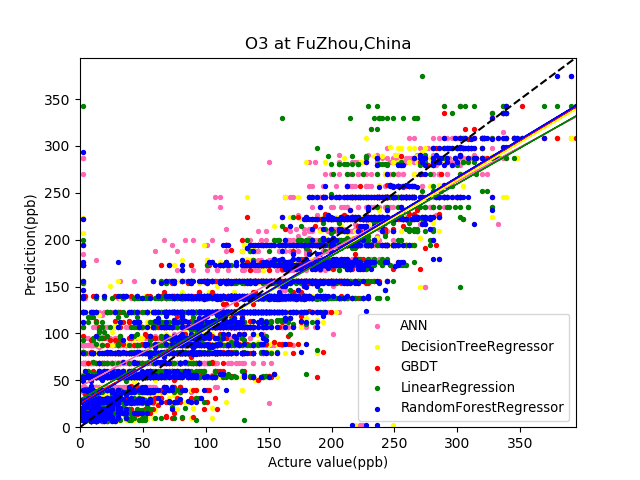 O3 at FuZhou,China
350
300
250
200
150
100
50
0
Prediction(ppb)
0 50 100 150 200 250 300 350
Acture value(ppb)
ANN
DecisionTreeRegressor
GBDT
LinearRegression
RandomForestRegressor